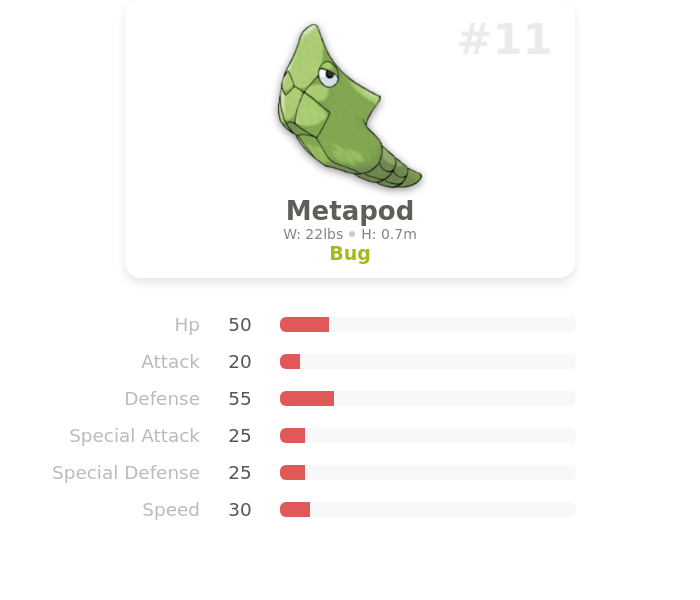 #11
Metapod
W: 22lbs • H: 0.7m
Bug
Hp 50
Attack 20
Defense 55
Special Attack 25
Special Defense 25
Speed 30